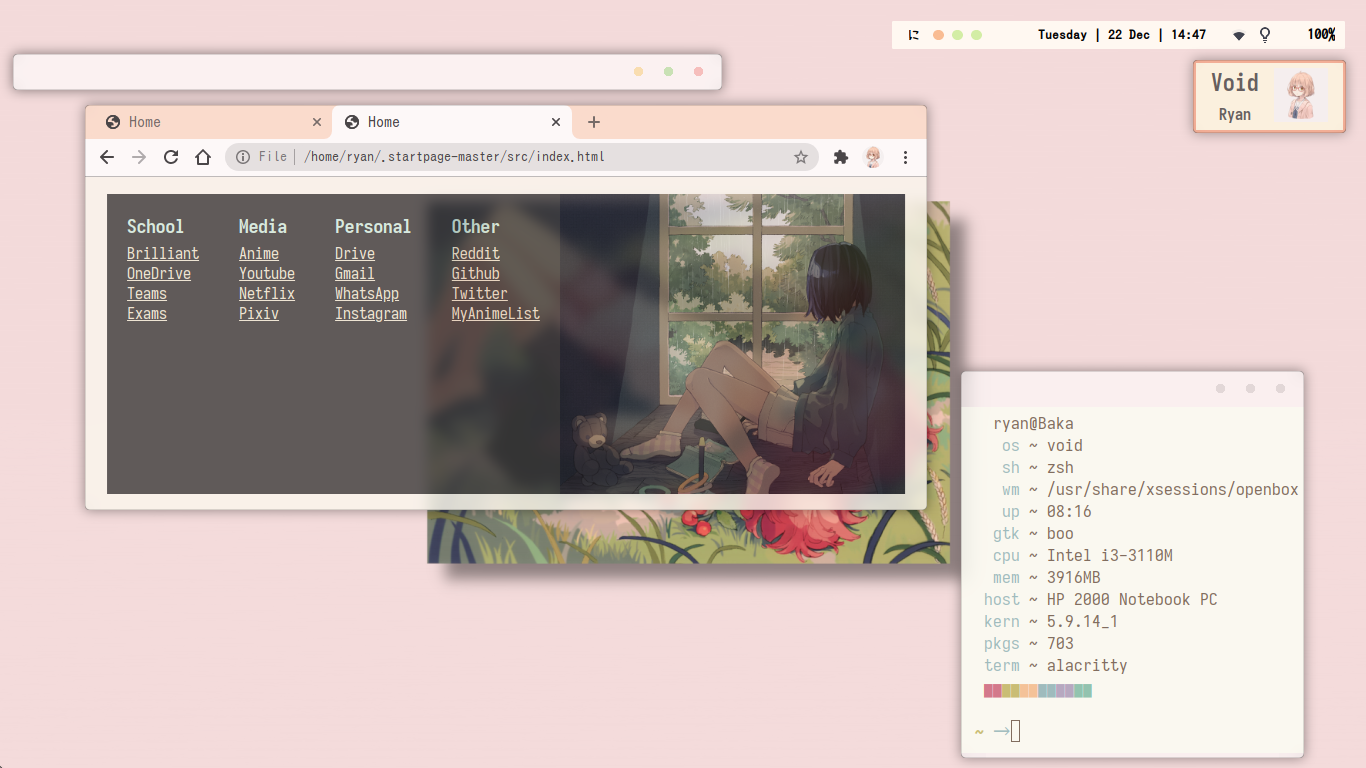 に Tuesday | 22 Dec | 14:47 100%
Void
Ryan
Home Home
File | /home/ryan/.startpage-master/src/index.html
School Media Personal Other
Brilliant Anime Drive Reddit
OneDrive Youtube Gmail Github
Teams Netflix WhatsApp Twitter
Exams Pixiv Instagram MyAnimeList
ryan@Baka
os ~ void
sh ~ zsh
wm ~ /usr/share/xsessions/openbox
up ~ 08:16
gtk ~ boo
cpu ~ Intel i3-3110M
mem ~ 3916MB
host ~ HP 2000 Notebook PC
kern ~ 5.9.14_1
pkgs ~ 703
term ~ alacritty
~ →